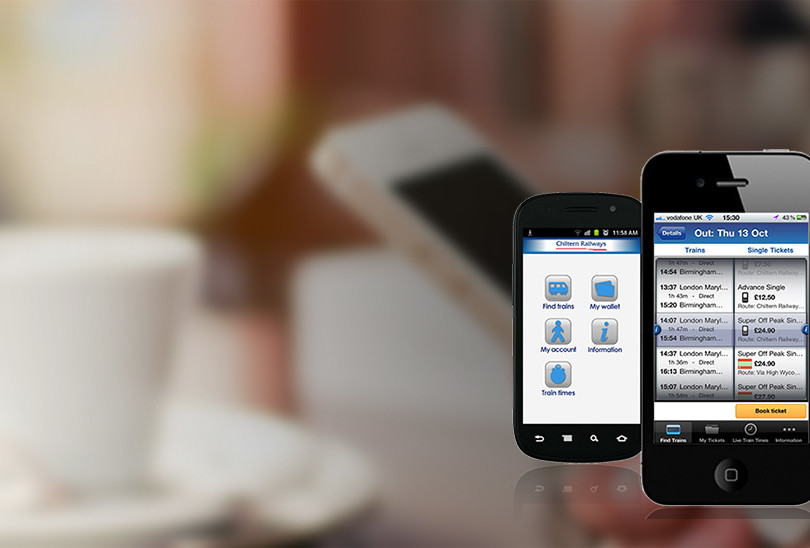 11:58 AM
Chiltern Railways
Find trains
My wallet
My account
Information
Train times
vodafone UK
15:30
43%
Details
Out: Thu 13 Oct
Trains
Single Tickets
1h 47m - Direct
14:54 Birmingham...
Route: Chiltern Railway...
13:37 London Maryl...
1h 43m - Direct
15:20 Birmingham...
Advance Single
£12.50
Route: Chiltern Railway...
14:07 London Maryl...
1h 47m - Direct
15:54 Birmingham...
Super Off Peak Sin...
£24.90
Route: Chiltern Railway...
14:37 London Maryl...
1h 36m - Direct
16:13 Birmingham...
Super Off Peak Sin...
£24.90
Route: Via High Wyco...
15:07 London Maryl...
1h 54m - Direct
Super Off Peak Sin...
£27.90
Book ticket
Find Trains
My Tickets
Live Train Times
Information